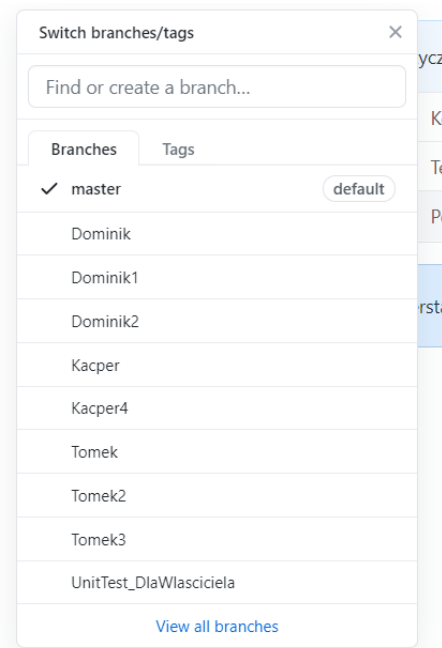 Switch branches/tags
Find or create a branch...
Branches
Tags
master
default
Dominik
Dominik1
Dominik2
Kacper
Kacper4
Tomek
Tomek2
Tomek3
UnitTest_DlaWlasciciela
View all branches